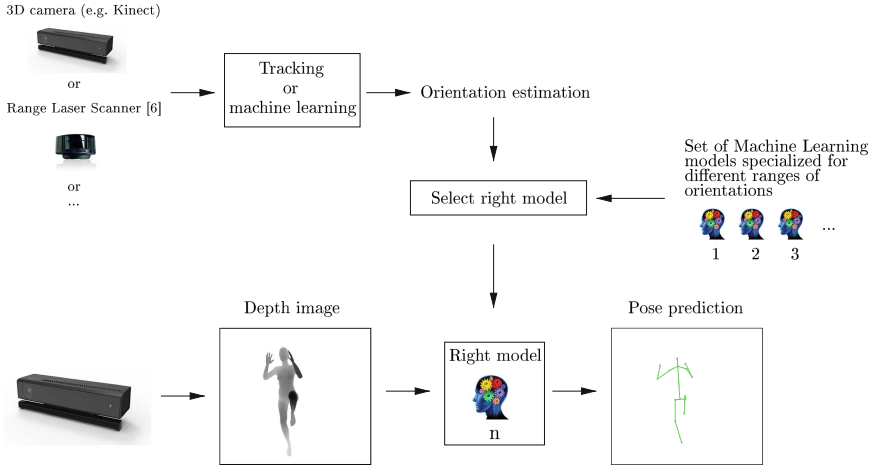 3D camera (e.g. Kinect)
or
Range Laser Scanner [6]
or
...
Tracking
or
machine learning
Orientation estimation
Select right model
Set of Machine Learning
models specialized for
different ranges of
orientations
...
1 2 3
Depth image
Right model
n
Pose prediction